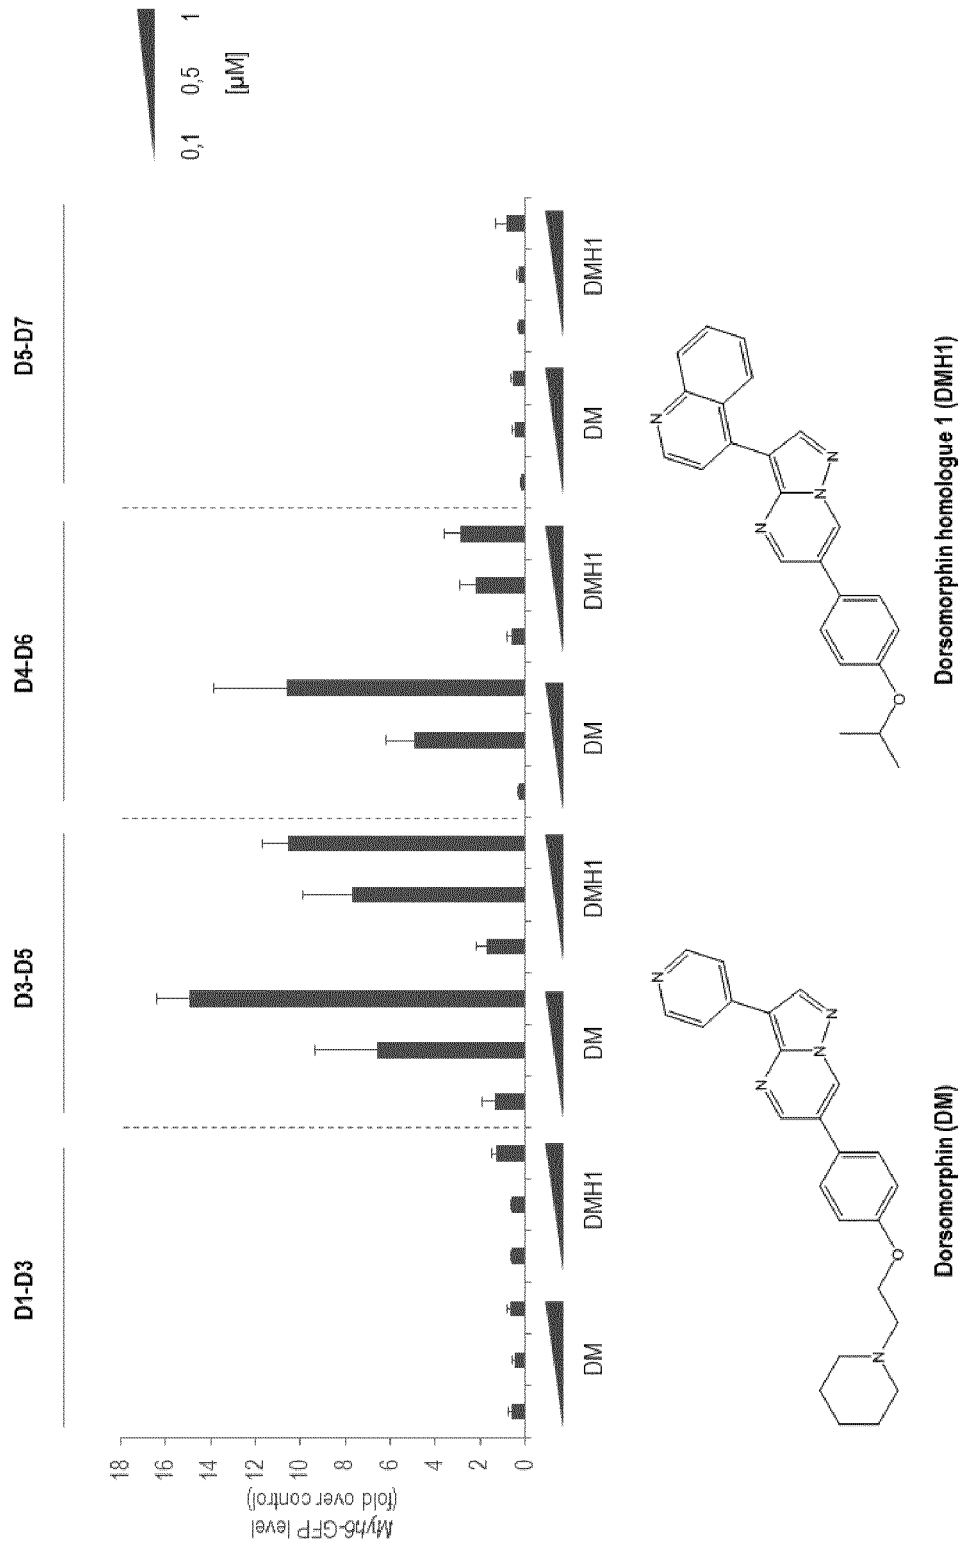 D1-D3
D3-D5
D4-D6
D5-D7
Myh6-GFP level
(fold over control)
18
16
14
12
10
8
6
4
2
0
DM
DMH1
DM
DMH1
DM
DMH1
DM
DMH1
0,1 0,5 1
[µM]
N
O
N
N
N
N
Dorsomorphin (DM)
O
N
N
N
N
Dorsomorphin homologue 1 (DMH1)